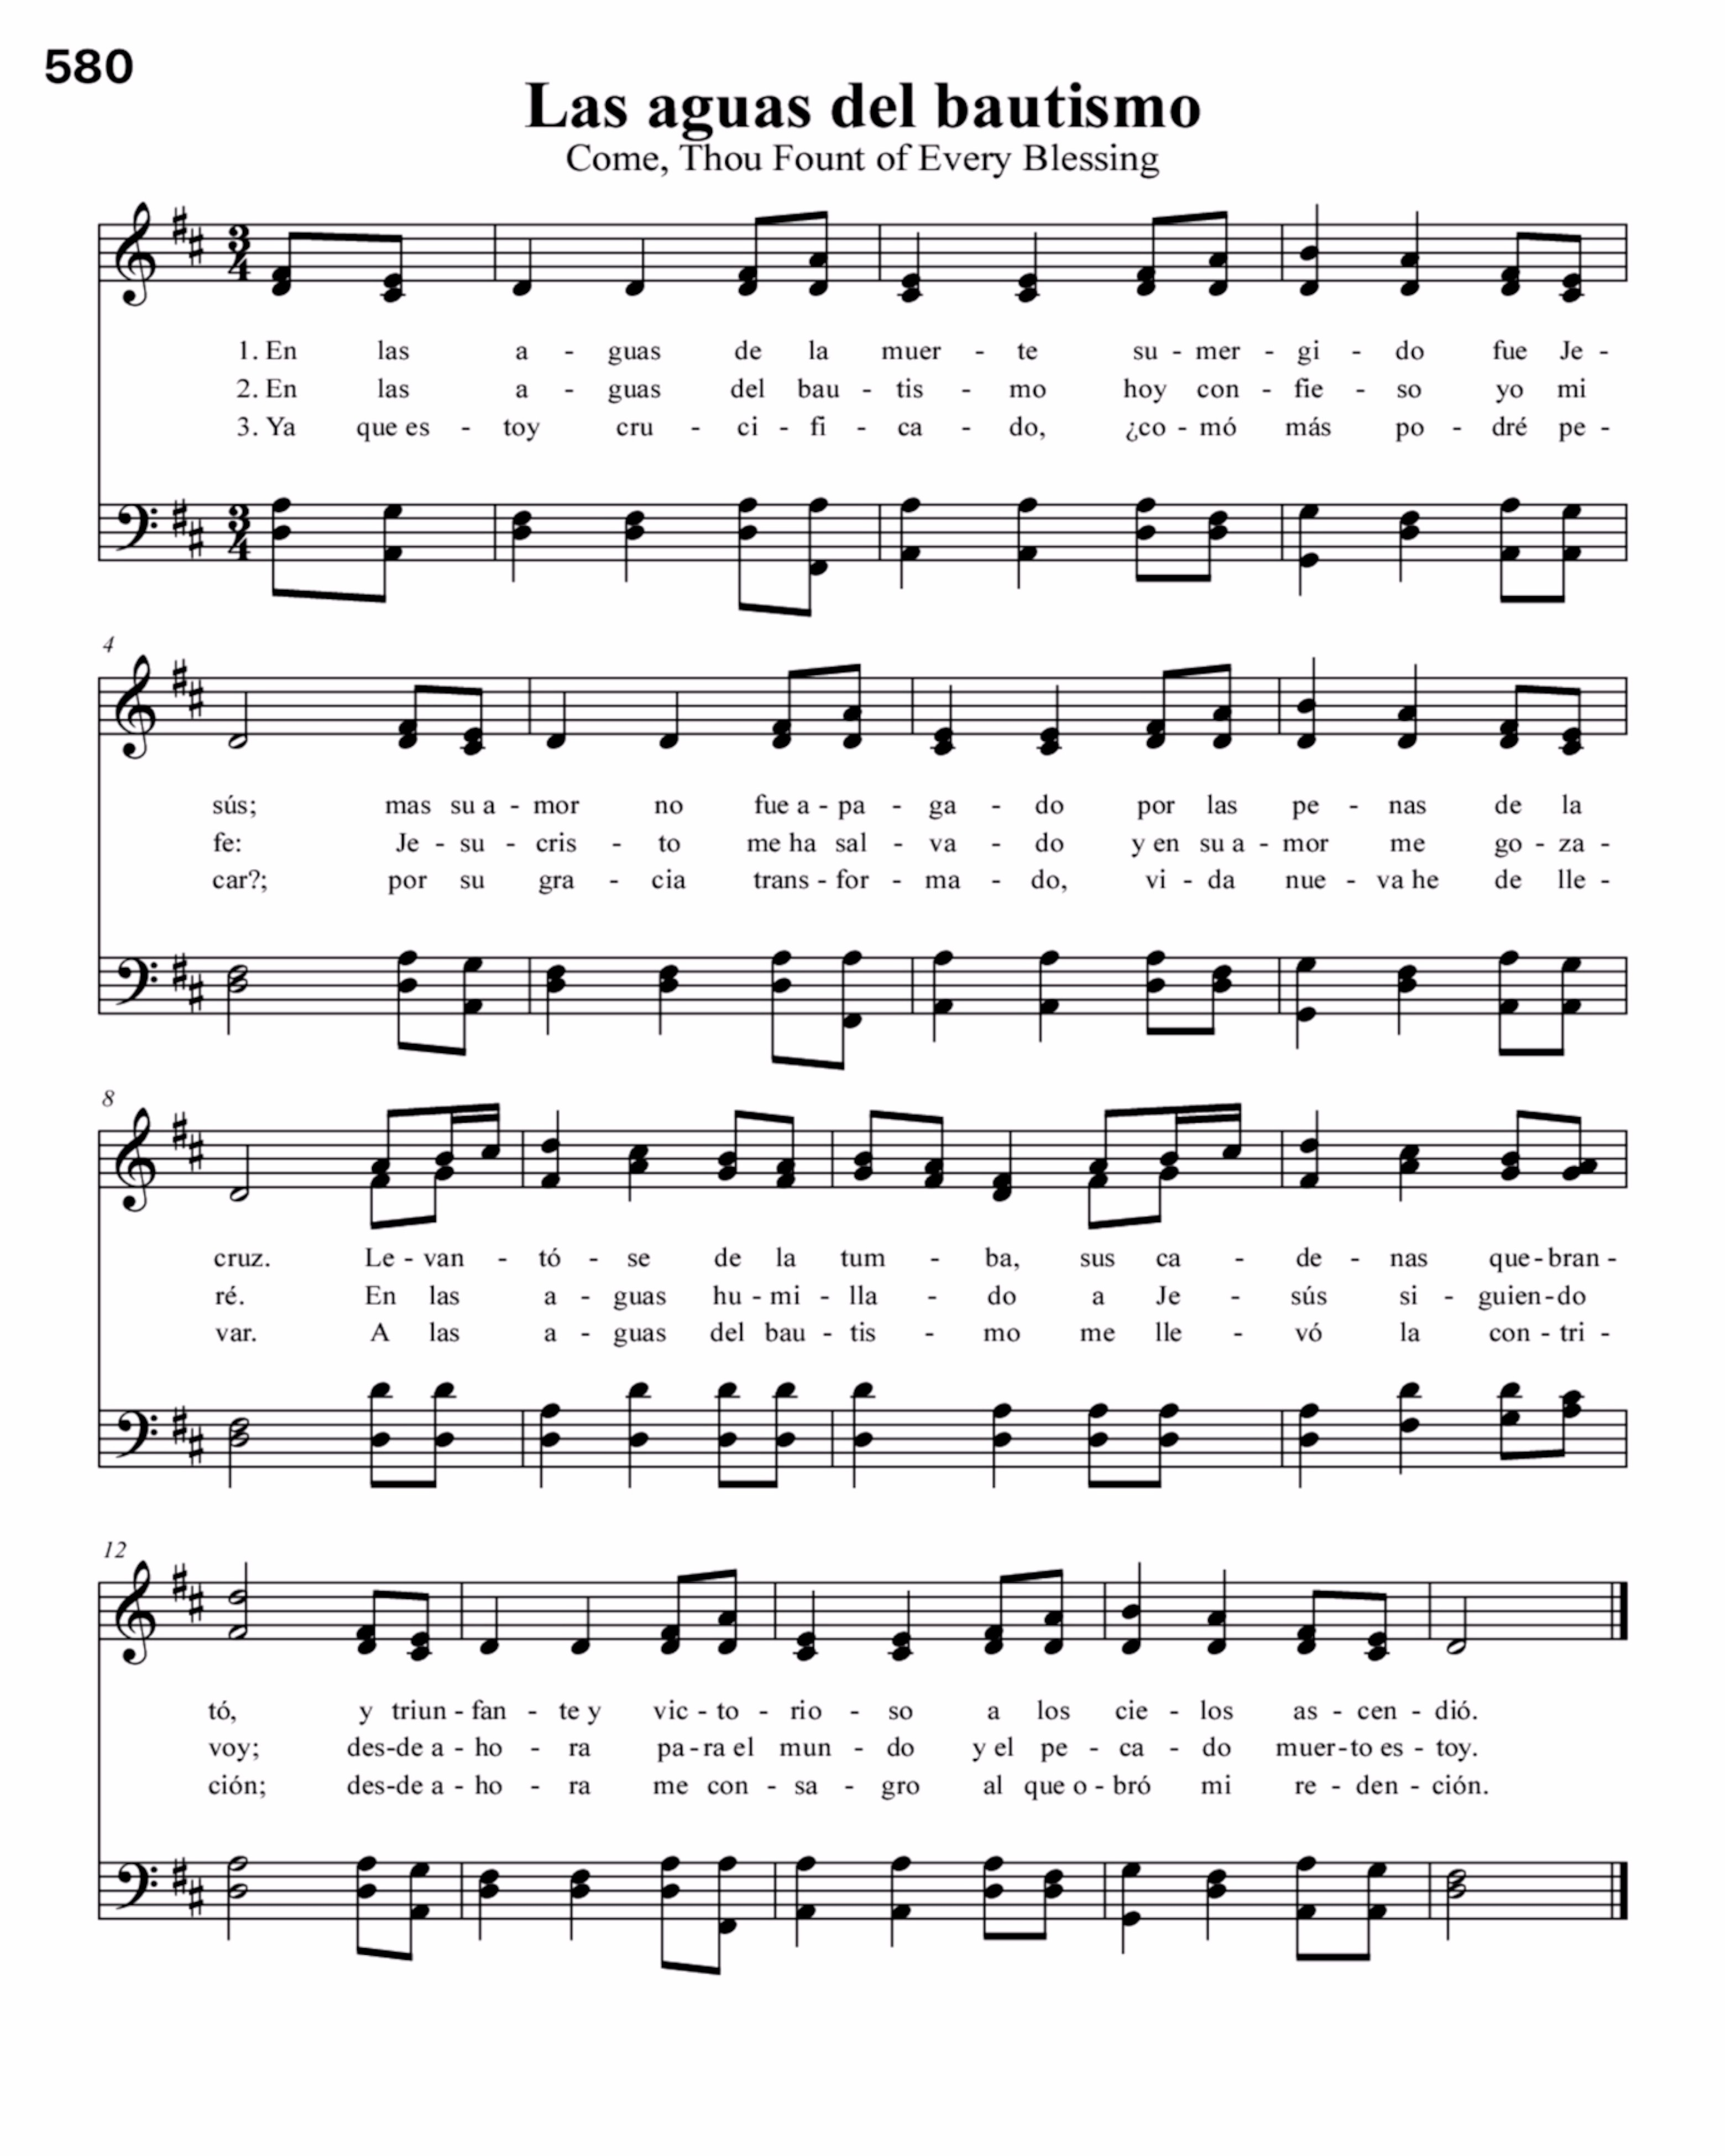 580
Las aguas del bautismo
Come, Thou Fount of Every Blessing
3
4
1. En las a - guas de la muer - te su - mer - gi - do fue Je -
2. En las a - guas del bau - tis - mo hoy con - fie - so yo mi
3. Ya que es - toy cru - ci - fi - ca - do, ¿co - mó más po - dré pe -
3
4
4
sús; mas su a - mor no fue a - pa - ga - do por las pe - nas de la
fe: Je - su - cris - to me ha sal - va - do y en su a - mor me go - za -
car?; por su gra - cia trans - for - ma - do, vi - da nue - va he de lle -
8
cruz. Le - van - tó - se de la tum - ba, sus ca - de - nas que - bran -
ré. En las a - guas hu - mi - lla - do a Je - sús si - guien - do
var. A las a - guas del bau - tis - mo me lle - vó la con - tri -
12
tó, y triun - fan - te y vic - to - rio - so a los cie - los as - cen - dió.
voy; des - de a - ho - ra pa - ra el mun - do y el pe - ca - do muer - to es - toy.
ción; des - de a - ho - ra me con - sa - gro al que o - bró mi re - den - ción.